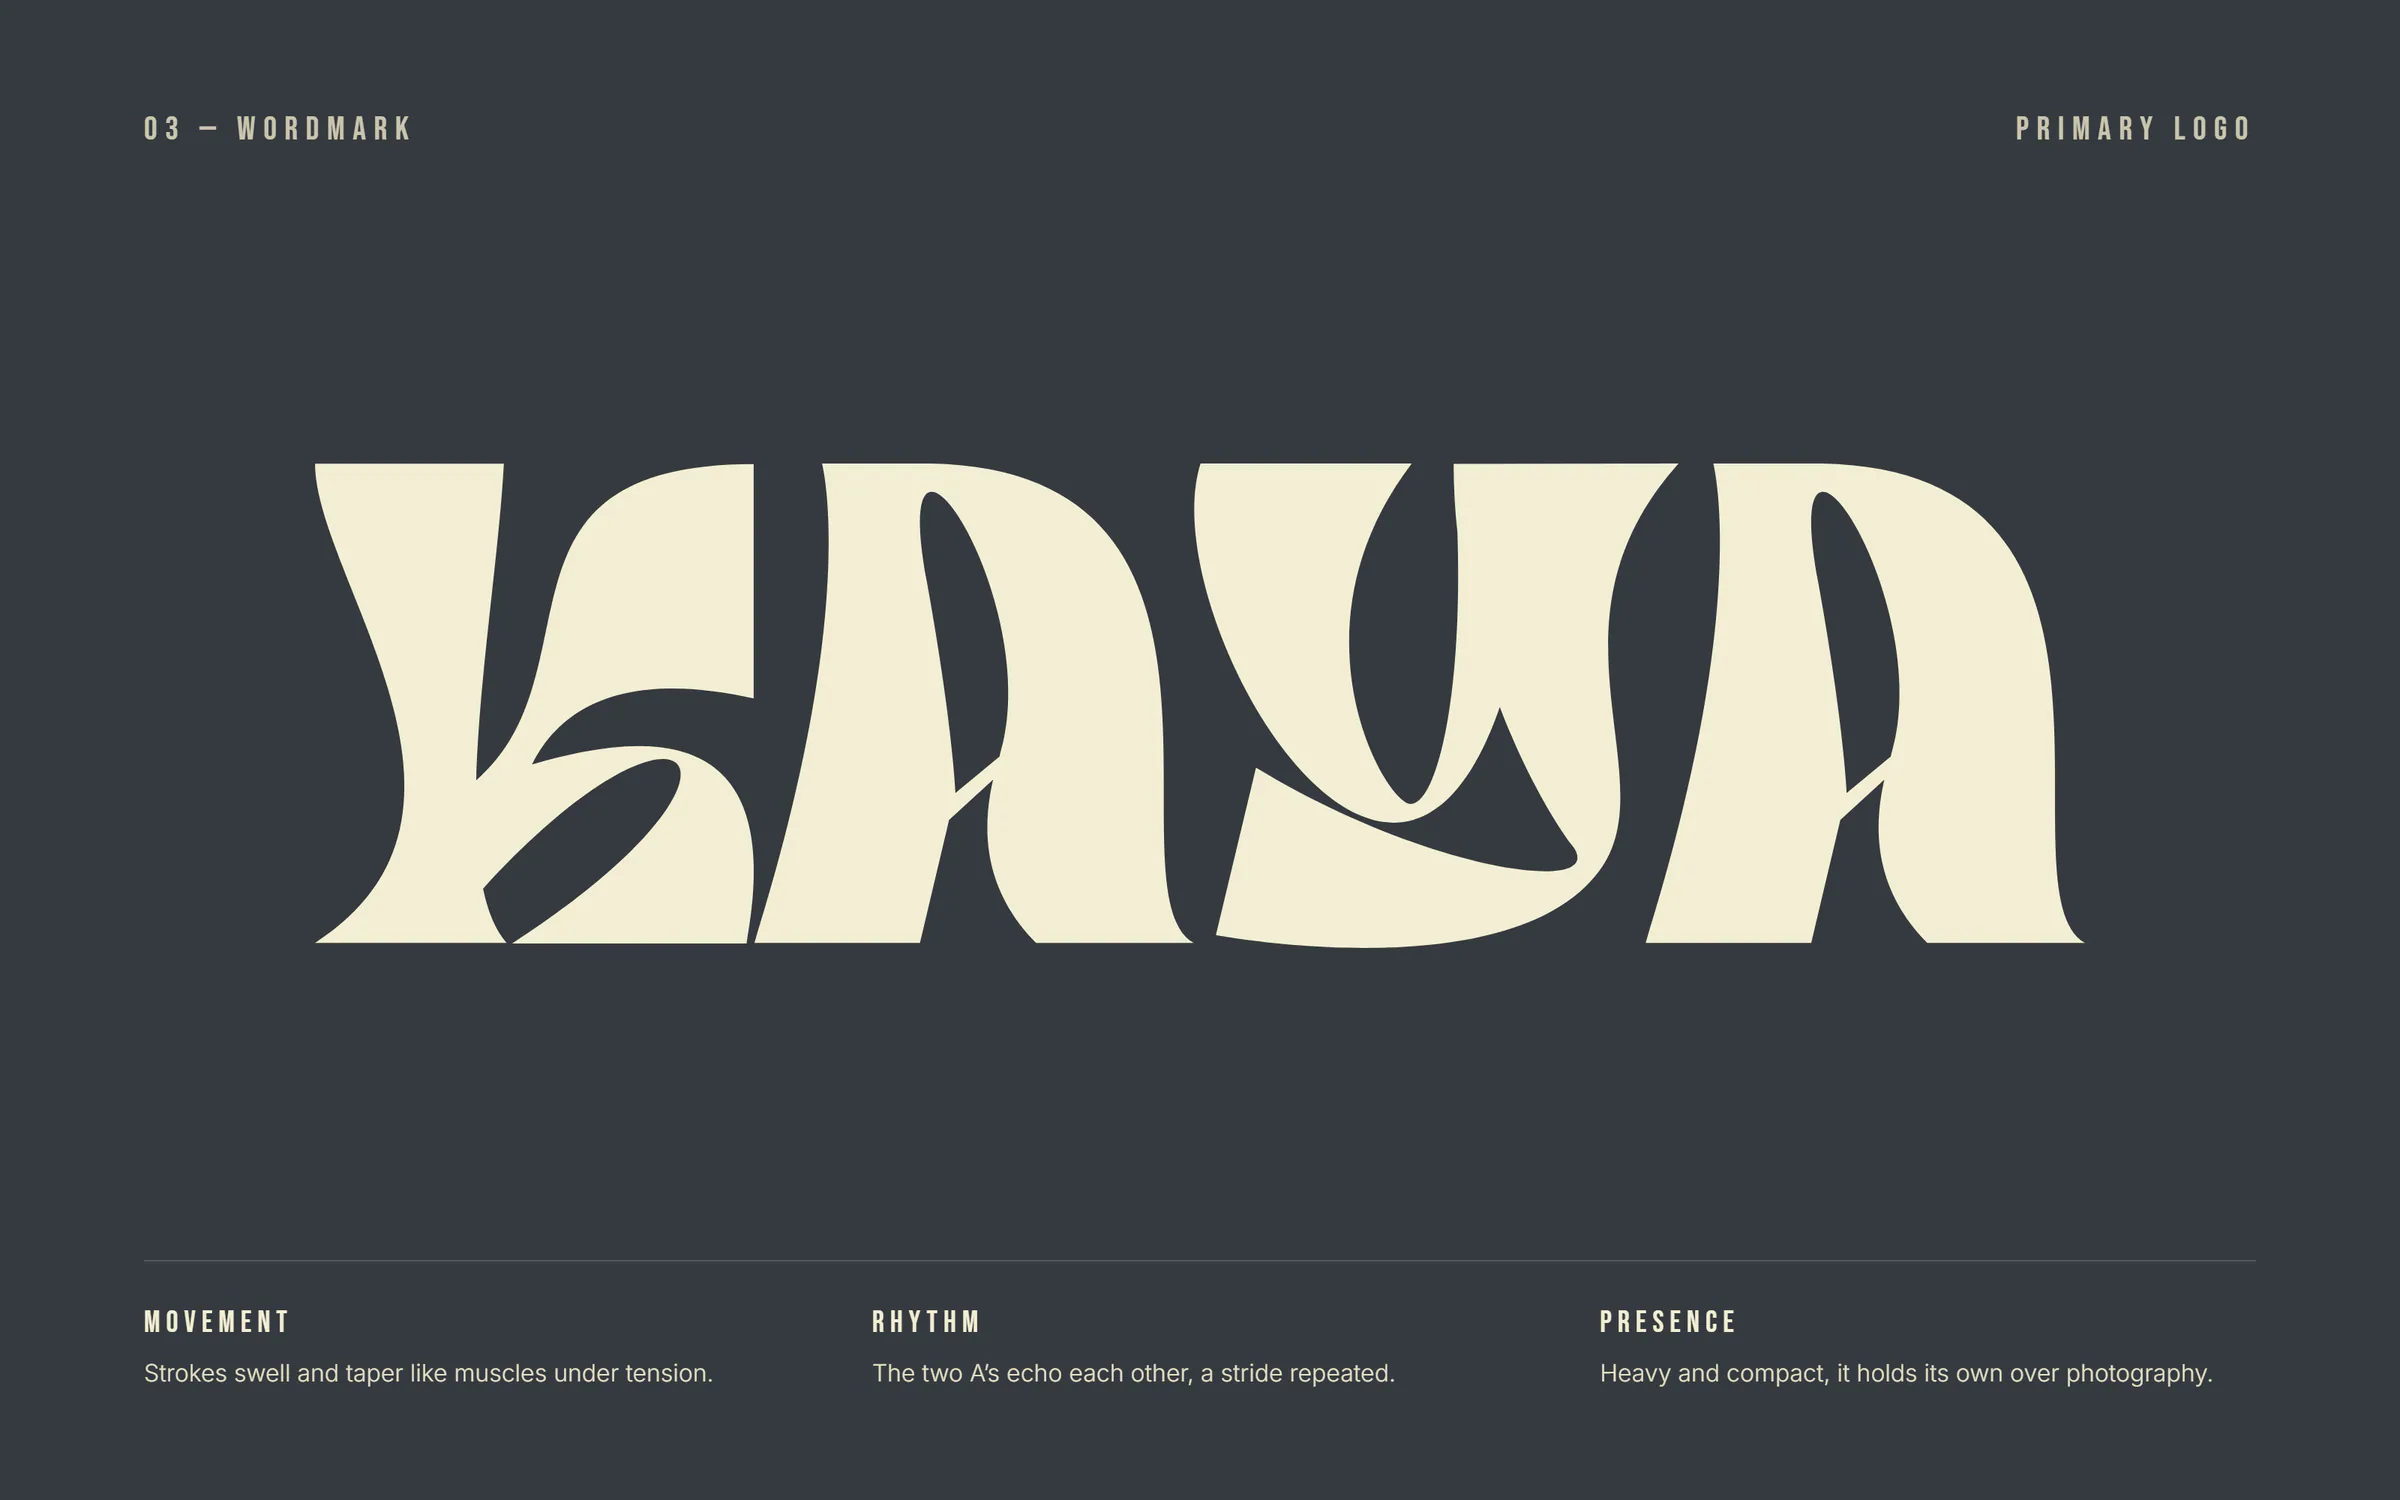 03 — WORDMARK
PRIMARY LOGO
KAYA
MOVEMENT
Strokes swell and taper like muscles under tension.
RHYTHM
The two A’s echo each other, a stride repeated.
PRESENCE
Heavy and compact, it holds its own over photography.